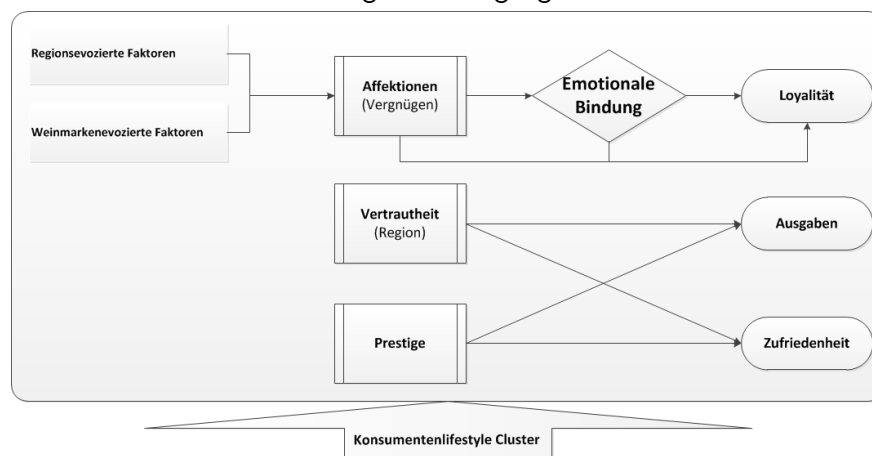 Regionsevozierte Faktoren
Weinmarkenevozierte Faktoren
Affektionen
(Vergnügen)
Emotionale
Bindung
Loyalität
Vertrautheit
(Region)
Ausgaben
Prestige
Zufriedenheit
Konsumentenlifestyle Cluster